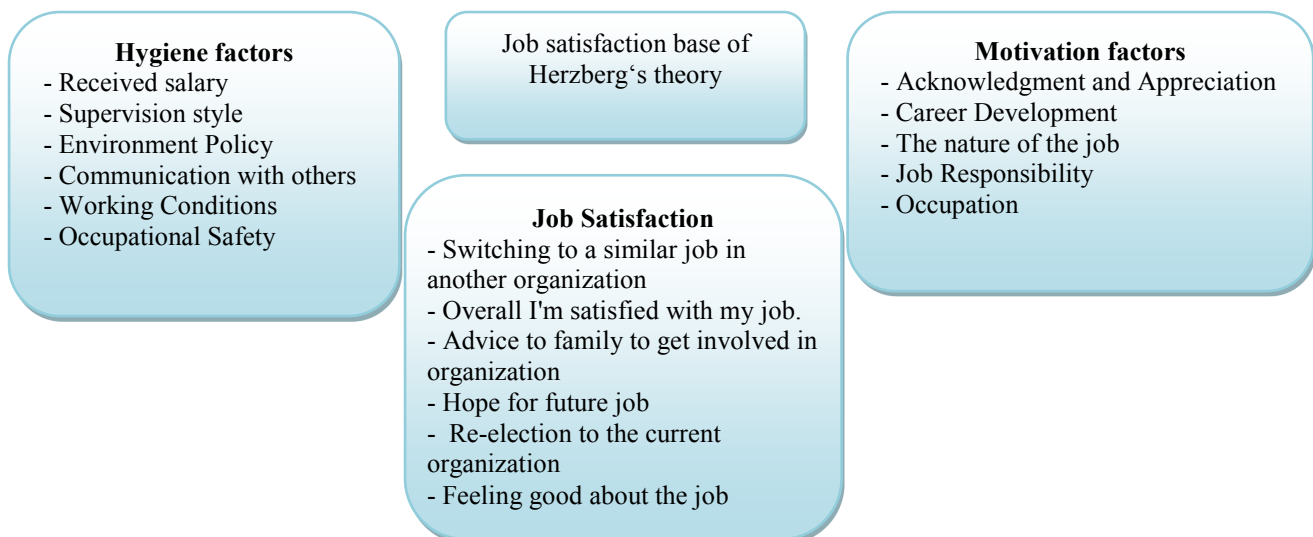 Hygiene factors
- Received salary
- Supervision style
- Environment Policy
- Communication with others
- Working Conditions
- Occupational Safety
Job satisfaction base of
Herzberg‘s theory
Motivation factors
- Acknowledgment and Appreciation
- Career Development
- The nature of the job
- Job Responsibility
- Occupation
Job Satisfaction
- Switching to a similar job in
another organization
- Overall I'm satisfied with my job.
- Advice to family to get involved in
organization
- Hope for future job
-  Re-election to the current
organization
- Feeling good about the job